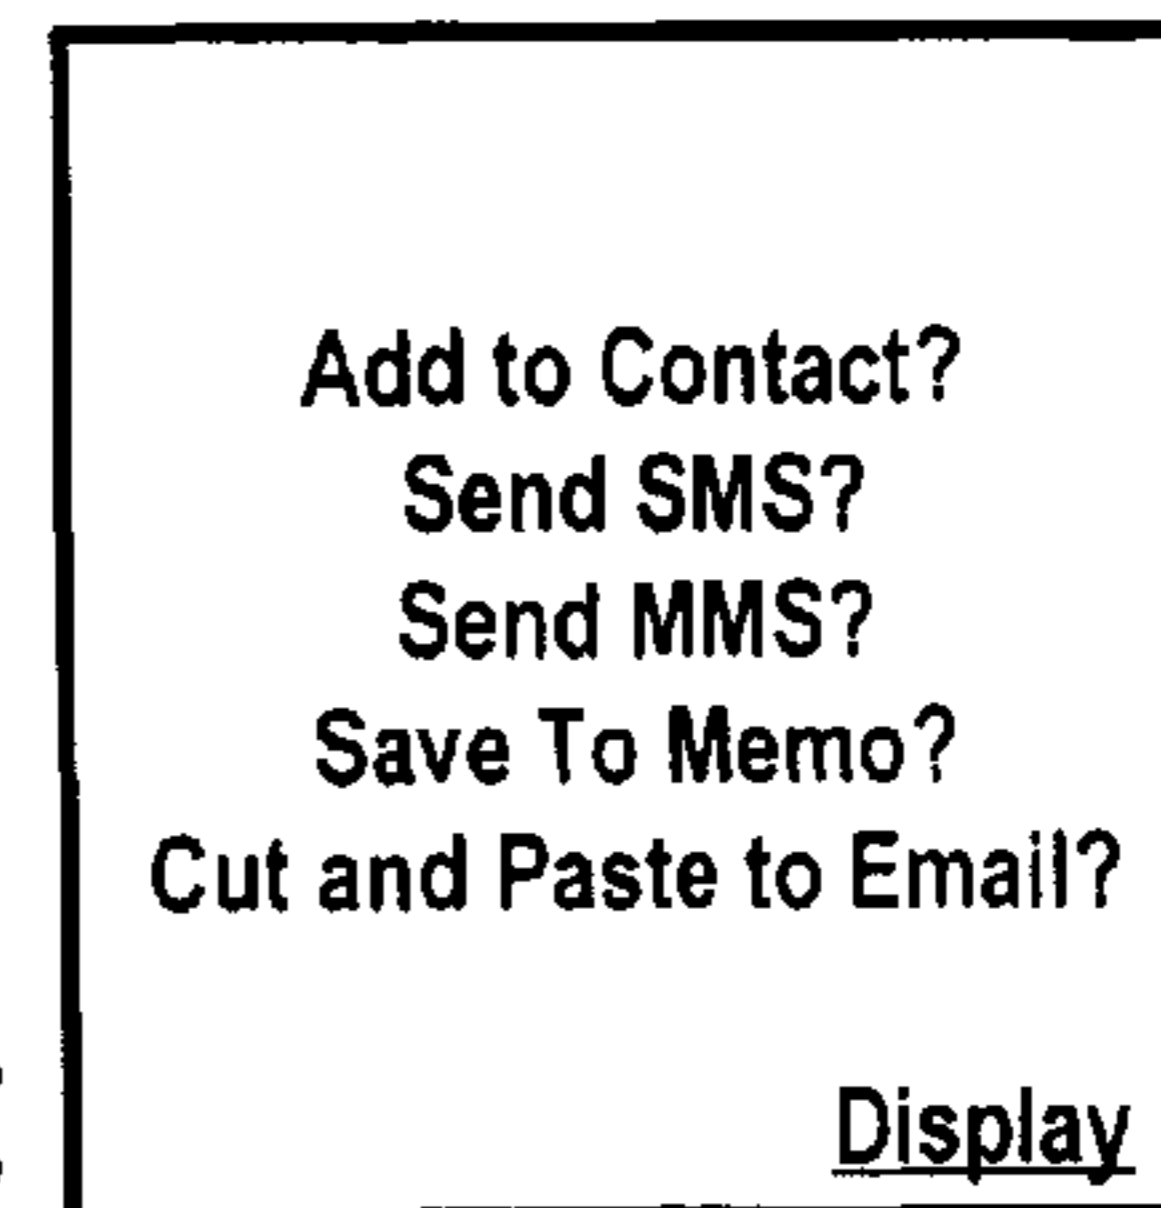 Add to Contact?
Send SMS?
Send MMS?
Save To Memo?
Cut and Paste to Email?
Display